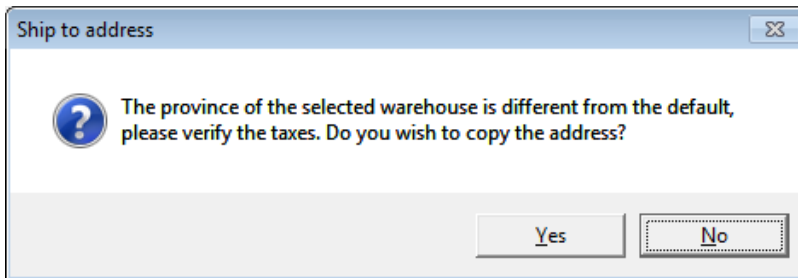 Ship to address
The province of the selected warehouse is different from the default,
please verify the taxes. Do you wish to copy the address?
Yes
No